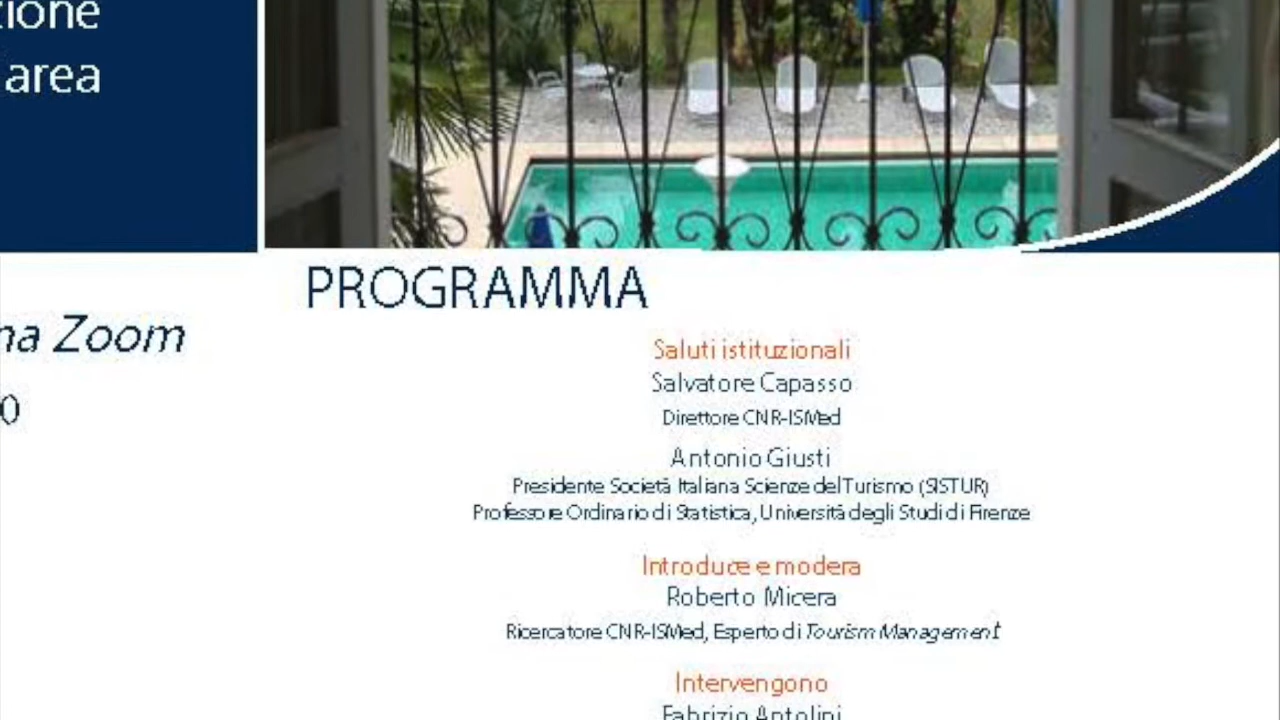 zione
area
PROGRAMMA
na Zoom
0
Saluti istituzionali
Salvatore Capasso
Direttore CNR-ISMed
Antonio Giusti
Presidente Società Italiana Scienze del Turismo (SISTUR)
Professore Ordinario di Statistica, Università degli Studi di Firenze
Introduce e modera
Roberto Micera
Ricercatore CNR-ISMed, Esperto di Tourism Management
Intervengono
Fabrizio Antolini